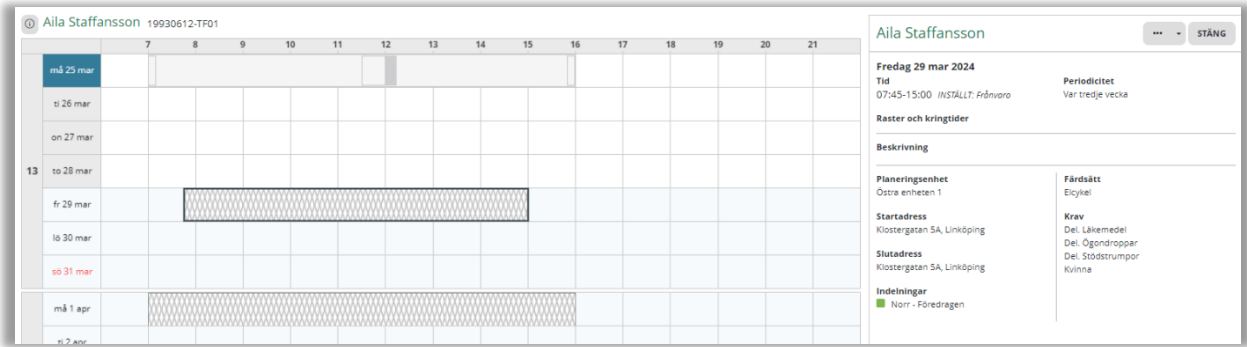 Aila Staffansson 19930612-TF01
7 8 9 10 11 12 13 14 15 16 17 18 19 20 21
må 25 mar
ti 26 mar
on 27 mar
13 to 28 mar
fr 29 mar
lö 30 mar
sö 31 mar
må 1 apr
ti 2 apr
Aila Staffansson ••• STÄNG
Fredag 29 mar 2024
Tid Periodicitet
07:45-15:00 INSTÄLLT: Frånvaro Var tredje vecka
Raster och kringtider
Beskrivning
Planeringsenhet Färdsätt
Östra enheten 1 Elcykel
Startadress Krav
Klostergatan 5A, Linköping Del. Läkemedel
Del. Ögondroppar
Slutadress Del. Stödstrumpor
Klostergatan 5A, Linköping Kvinna
Indelningar
Norr - Föredragen